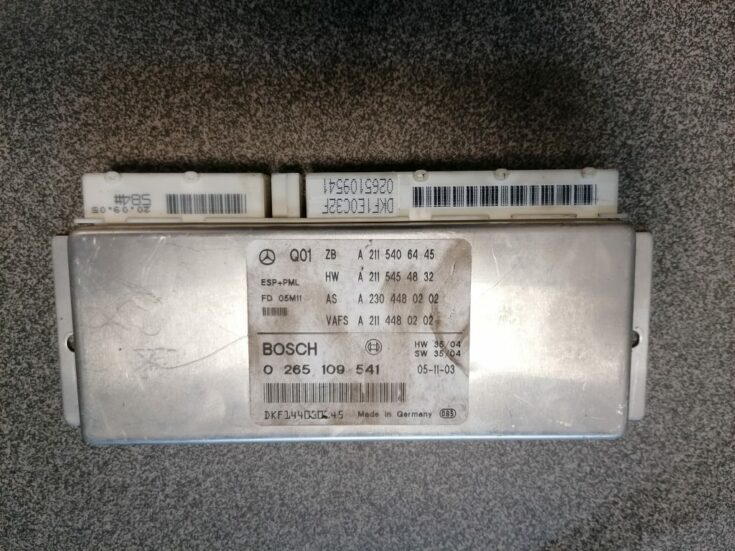 584#
20.09.05
DKF1E0C32F
0265109541
Q01 ZB A 211 540 64 45
HW A 211 545 48 32
ESP+PML
FD 05M11 AS A 230 448 02 02
VAFS A 211 448 02 02
BOSCH HW 35/04
SW 35/04
0 265 109 541 05-11-03
Made in Germany